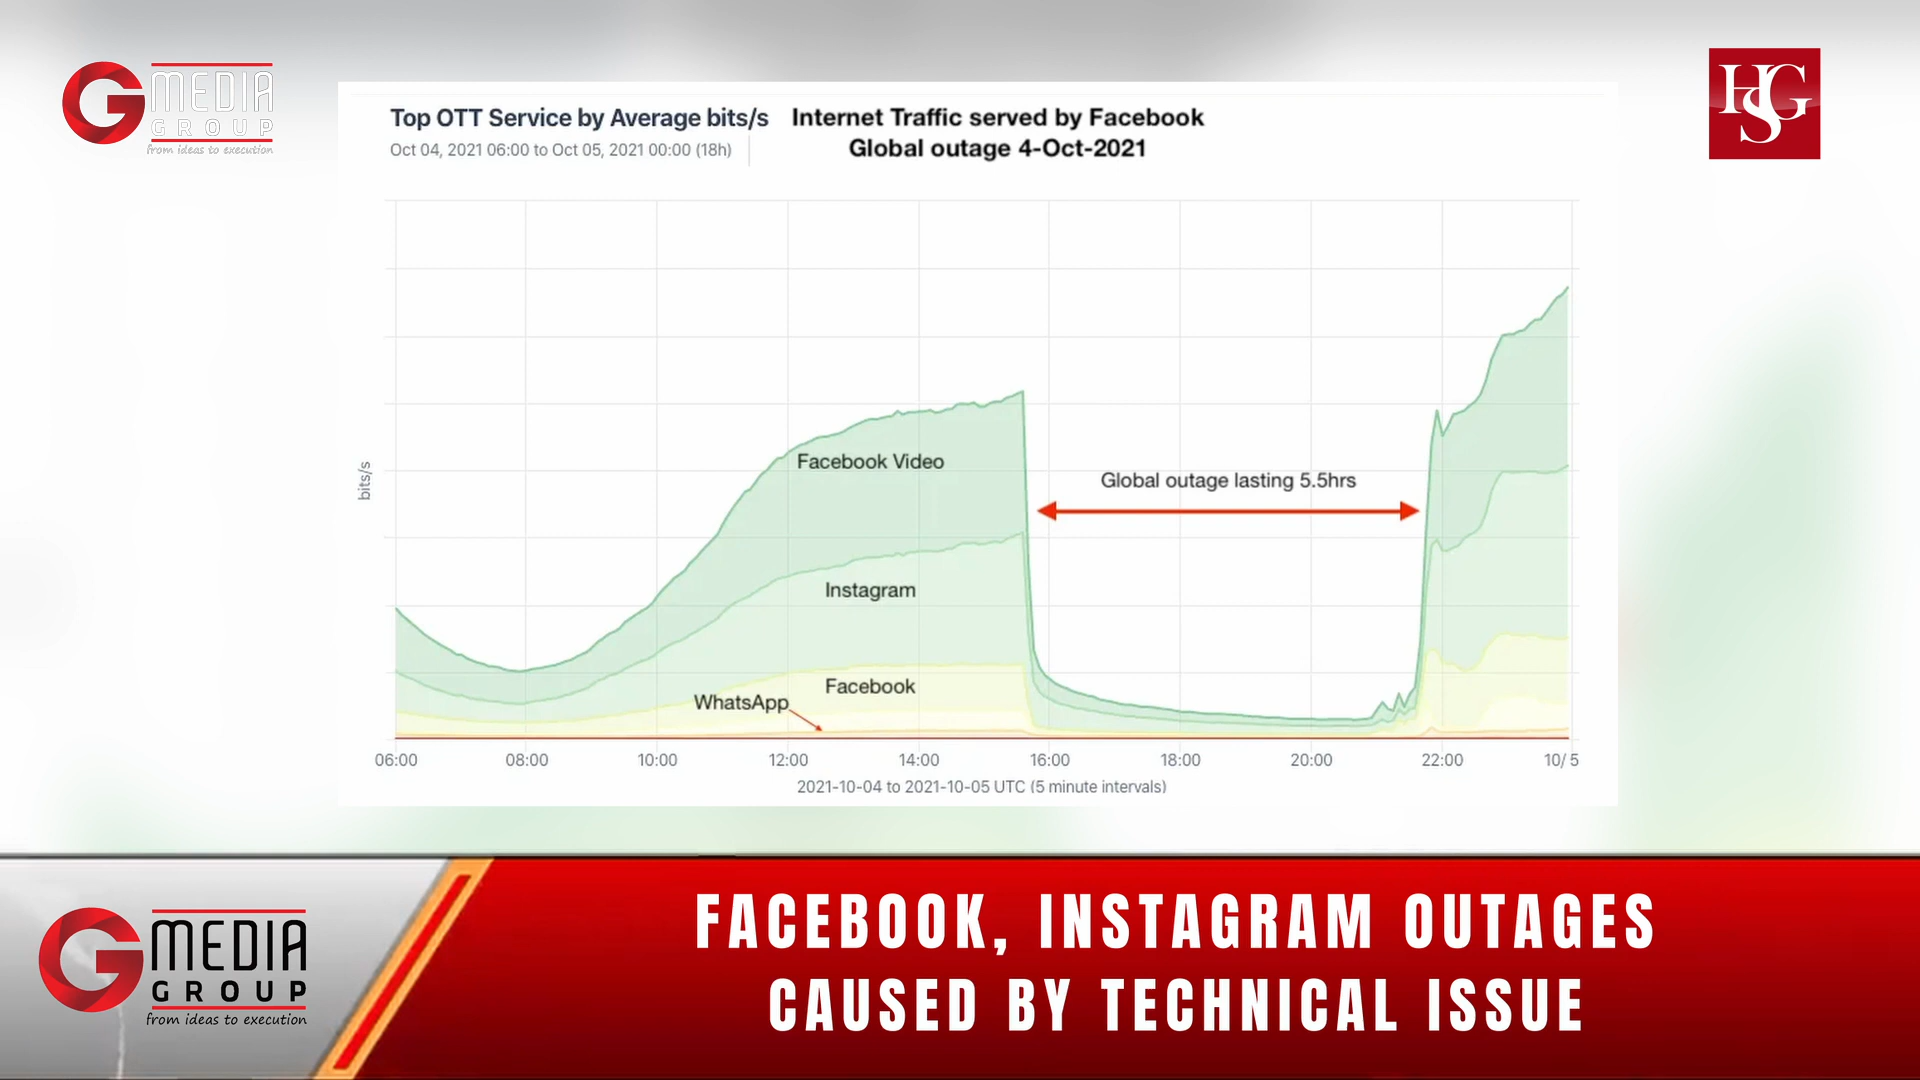 G MEDIA
GROUP
from ideas to execution
HSG
Top OTT Service by Average bits/s
Oct 04, 2021 06:00 to Oct 05, 2021 00:00 (18h)
Internet Traffic served by Facebook
Global outage 4-Oct-2021
bits/s
Facebook Video
Global outage lasting 5.5hrs
Instagram
Facebook
WhatsApp
06:00 08:00 10:00 12:00 14:00 16:00 18:00 20:00 22:00 10/5
2021-10-04 to 2021-10-05 UTC (5 minute intervals)
G MEDIA
GROUP
from ideas to execution
FACEBOOK, INSTAGRAM OUTAGES
CAUSED BY TECHNICAL ISSUE